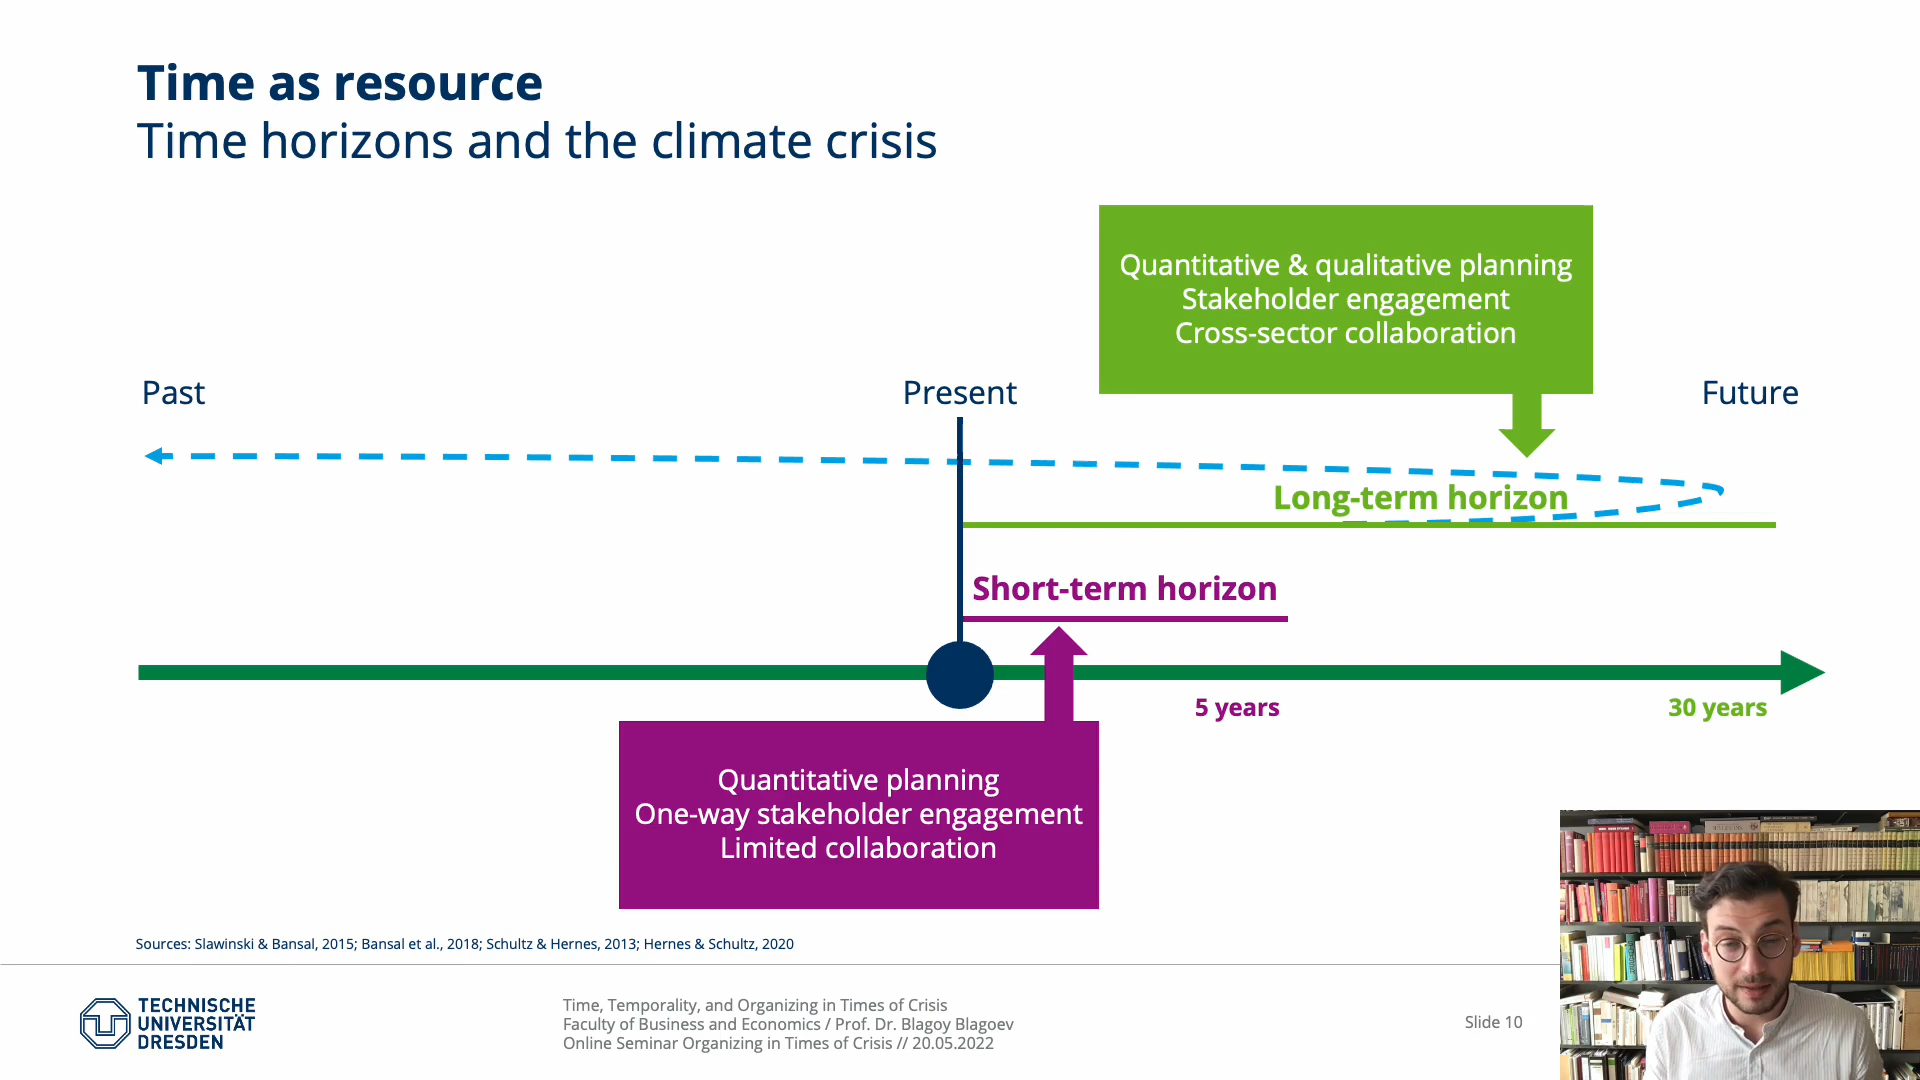 Time as resource
Time horizons and the climate crisis
Quantitative & qualitative planning
Stakeholder engagement
Cross-sector collaboration
Past
Present
Future
Long-term horizon
Short-term horizon
5 years
30 years
Quantitative planning
One-way stakeholder engagement
Limited collaboration
Sources: Slawinski & Bansal, 2015; Bansal et al., 2018; Schultz & Hernes, 2013; Hernes & Schultz, 2020
TECHNISCHE
UNIVERSITÄT
DRESDEN
Time, Temporality, and Organizing in Times of Crisis
Faculty of Business and Economics / Prof. Dr. Blagoy Blagoev
Online Seminar Organizing in Times of Crisis // 20.05.2022
Slide 10